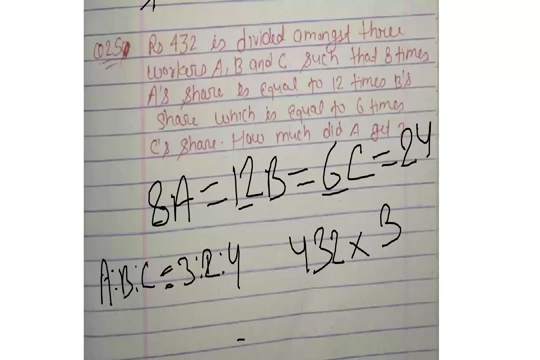 Q25) Rs 432 is divided amongst three
workers A, B and C such that 8 times
A's share is equal to 12 times B's
share which is equal to 6 times
C's share. How much did A get ?
8A = 12B = 6C = 24
A:B:C = 3:2:4
432 × 3